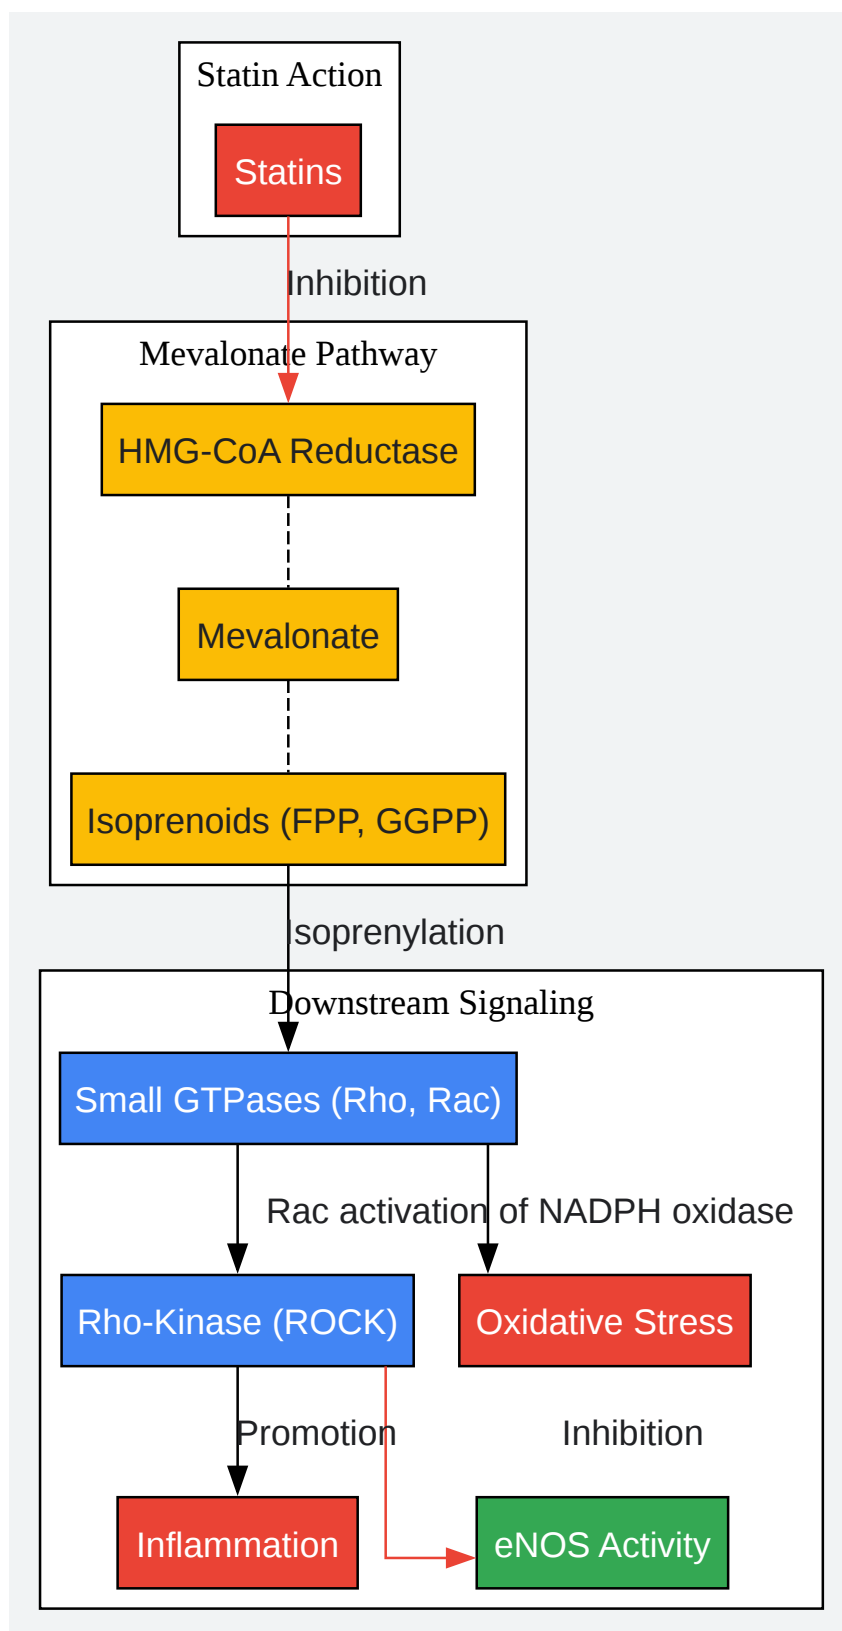 Statin Action
Statins
Inhibition
Mevalonate Pathway
HMG-CoA Reductase
Mevalonate
Isoprenoids (FPP, GGPP)
Isoprenylation
Downstream Signaling
Small GTPases (Rho, Rac)
Rac activation of NADPH oxidase
Rho-Kinase (ROCK)
Oxidative Stress
Promotion
Inhibition
Inflammation
eNOS Activity